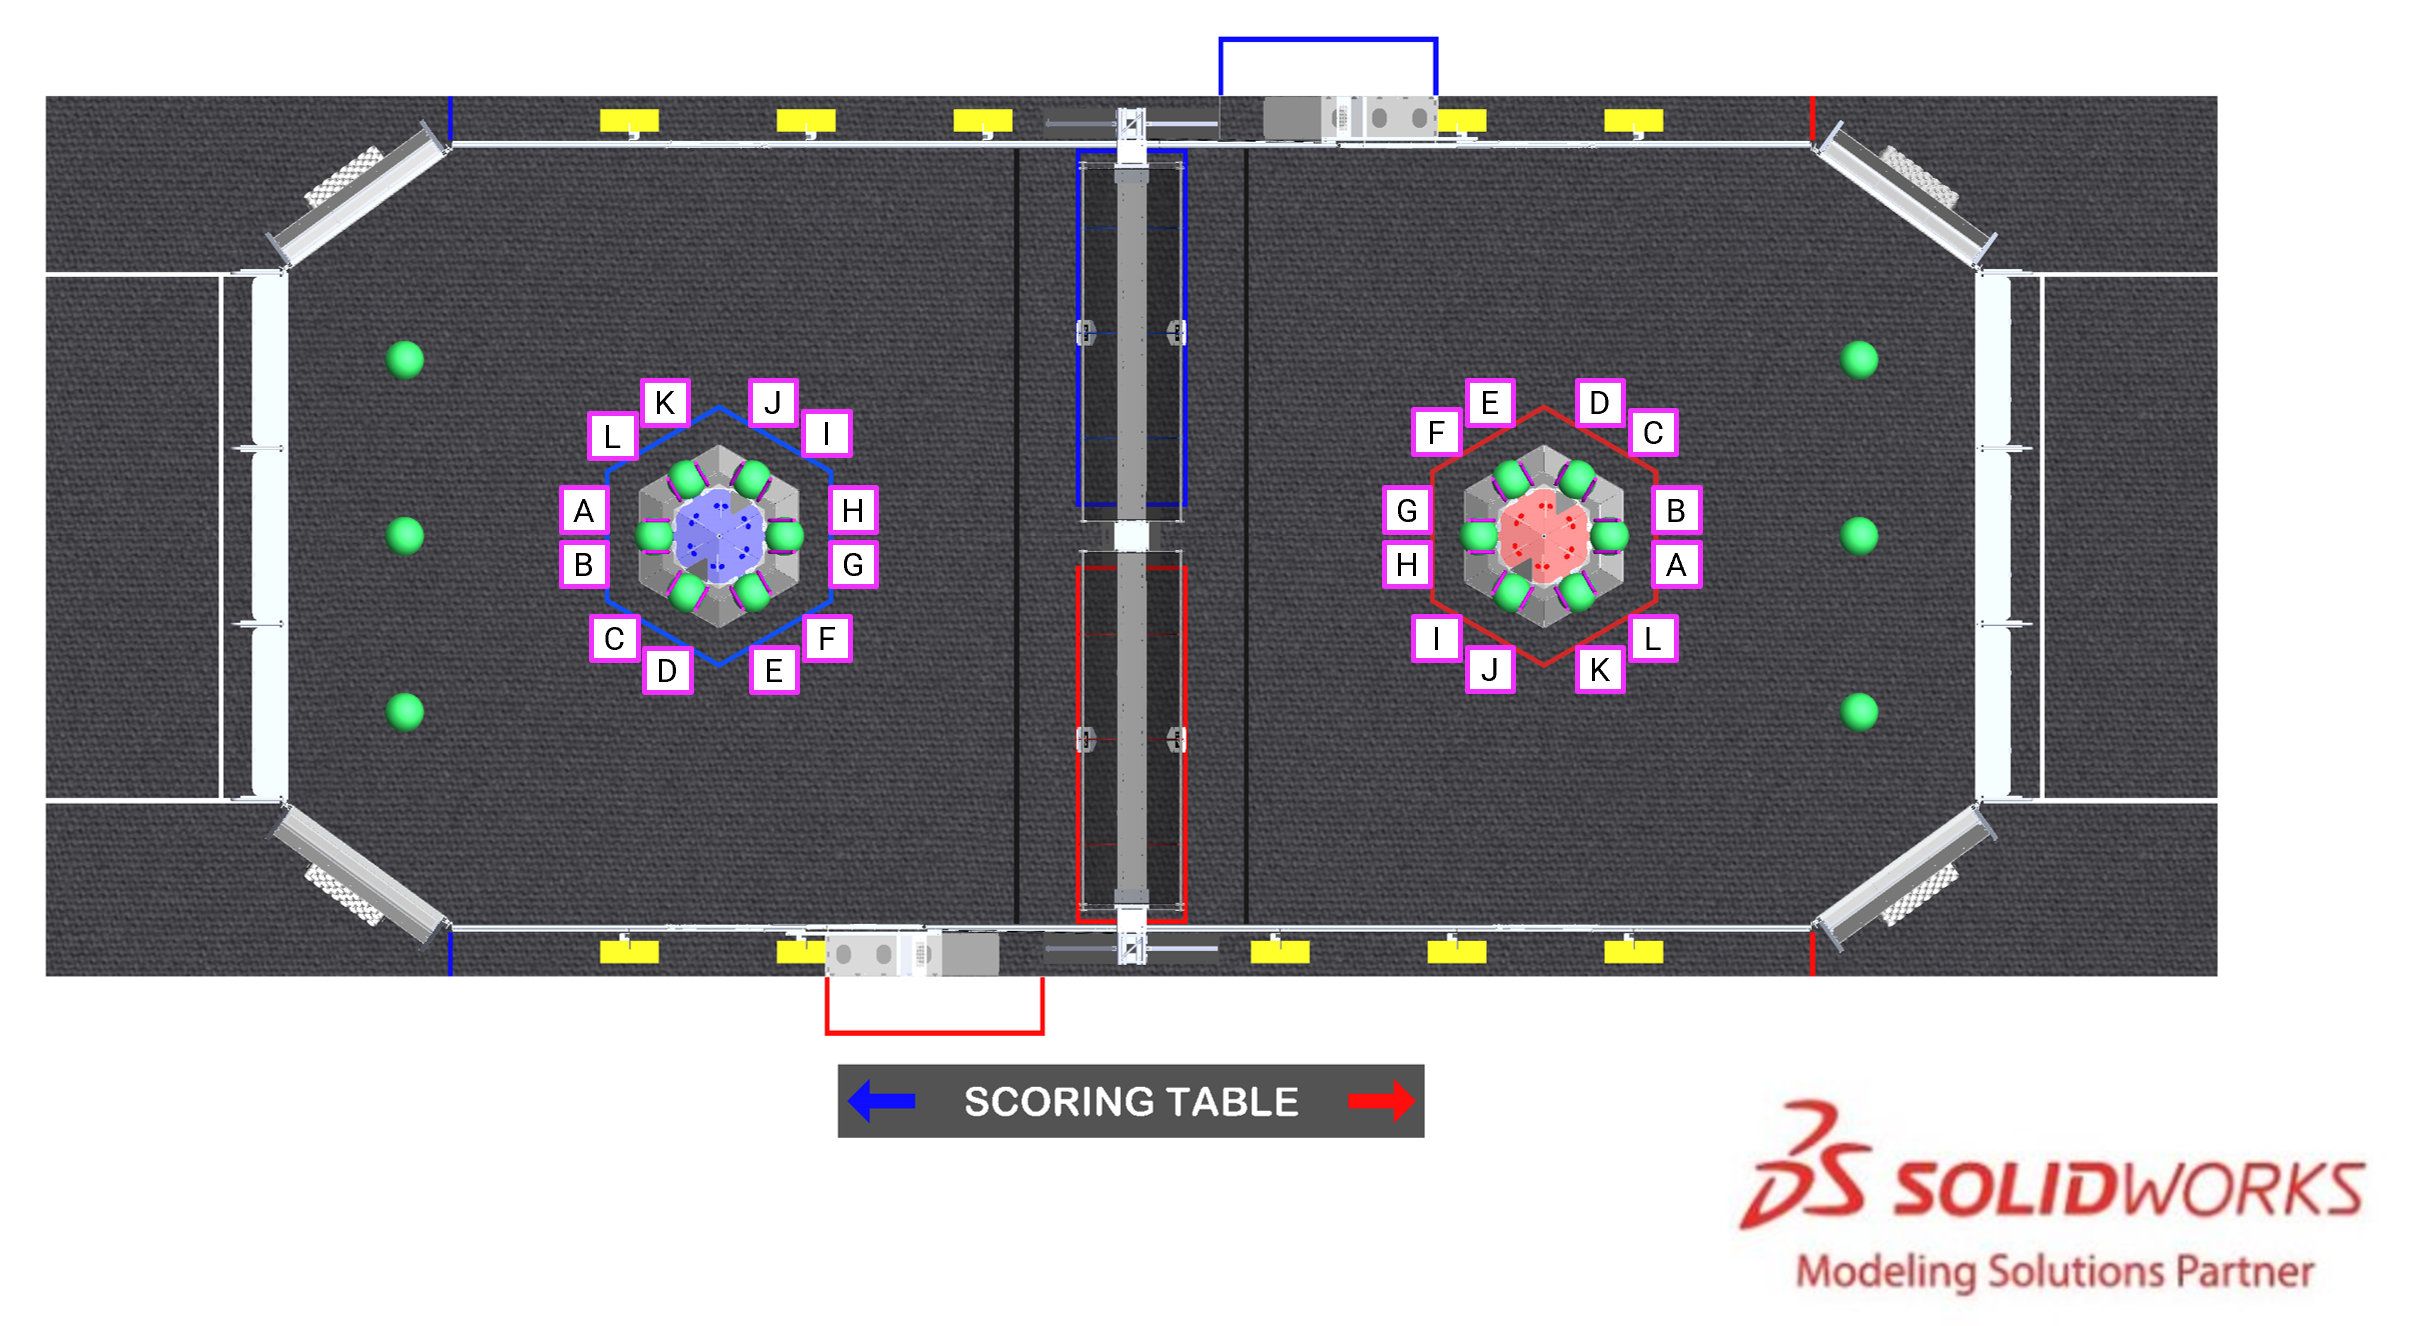 K J
L I
A H
B G
C F
D E
E D
F C
G B
H A
I L
J K
SCORING TABLE
SOLIDWORKS
Modeling Solutions Partner